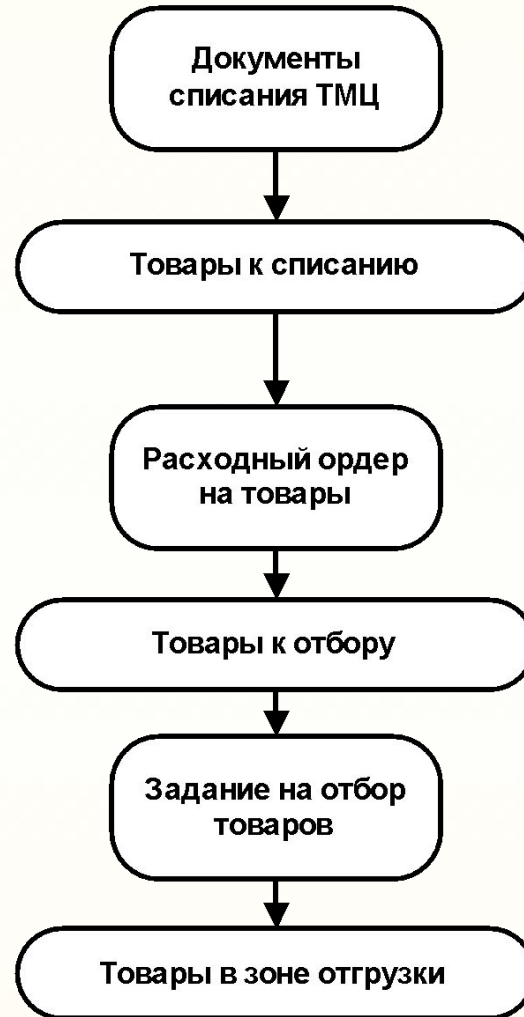 Документы
списания ТМЦ
Товары к списанию
Расходный ордер
на товары
Товары к отбору
Задание на отбор
товаров
Товары в зоне отгрузки